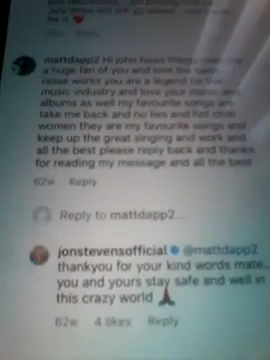 for it ❤
mattdapp2 Hi john hows things
a huge fan of you and love the
noise works you are a legend
music industry and love your music and
albums as well my favourite songs are
take me back and no lies and hot chilli
women they are my favourite songs and
keep up the great singing and work and
all the best please reply back and thanks
for reading my message and all the best
62w Reply
Reply to mattdapp2...
jonstevensofficial @mattdapp2
thankyou for your kind words mate..
you and yours stay safe and well in
this crazy world 🙏
62w 4 likes Reply